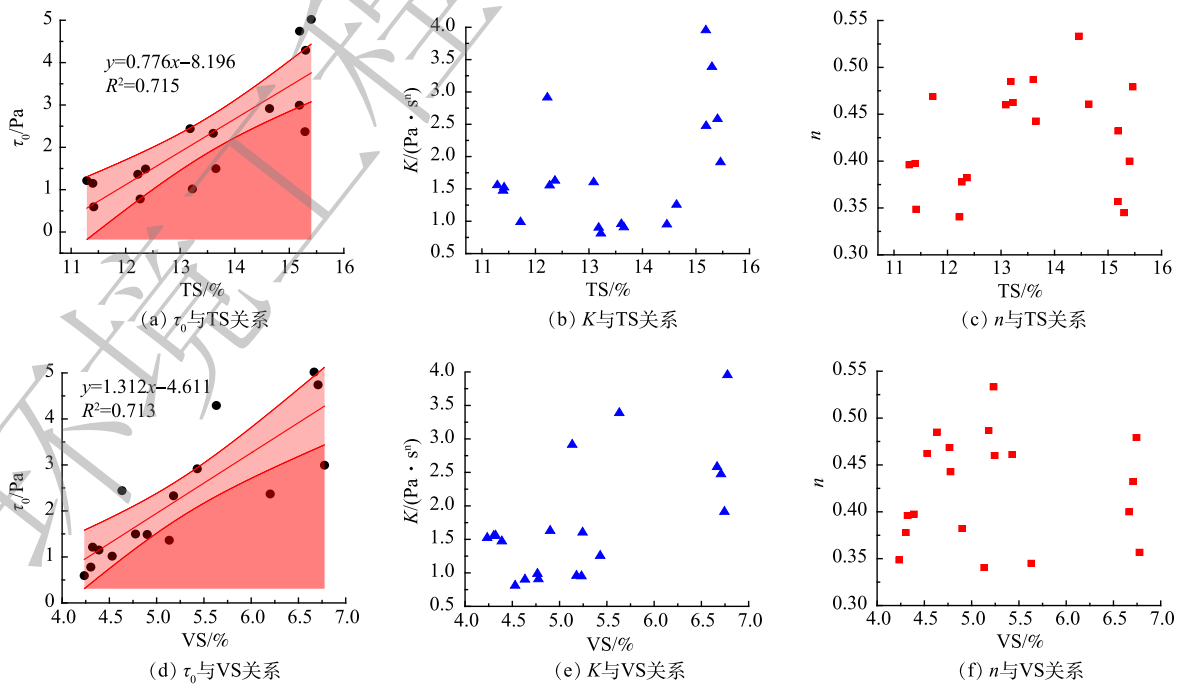 5
4
3
2
1
0
τ₀/Pa
y=0.776x−8.196
R²=0.715
11 12 13 14 15 16
TS/%
(a) τ₀与TS关系
4.0
3.5
3.0
2.5
2.0
1.5
1.0
0.5
K/(Pa·sⁿ)
11 12 13 14 15 16
TS/%
(b) K与TS关系
0.55
0.50
0.45
0.40
0.35
0.30
n
11 12 13 14 15 16
TS/%
(c) n与TS关系
5
4
3
2
1
0
τ₀/Pa
y=1.312x−4.611
R²=0.713
4.0 4.5 5.0 5.5 6.0 6.5 7.0
VS/%
(d) τ₀与VS关系
4.0
3.5
3.0
2.5
2.0
1.5
1.0
0.5
K/(Pa·sⁿ)
4.0 4.5 5.0 5.5 6.0 6.5 7.0
VS/%
(e) K与VS关系
0.55
0.50
0.45
0.40
0.35
0.30
n
4.0 4.5 5.0 5.5 6.0 6.5 7.0
VS/%
(f) n与VS关系
环境工程